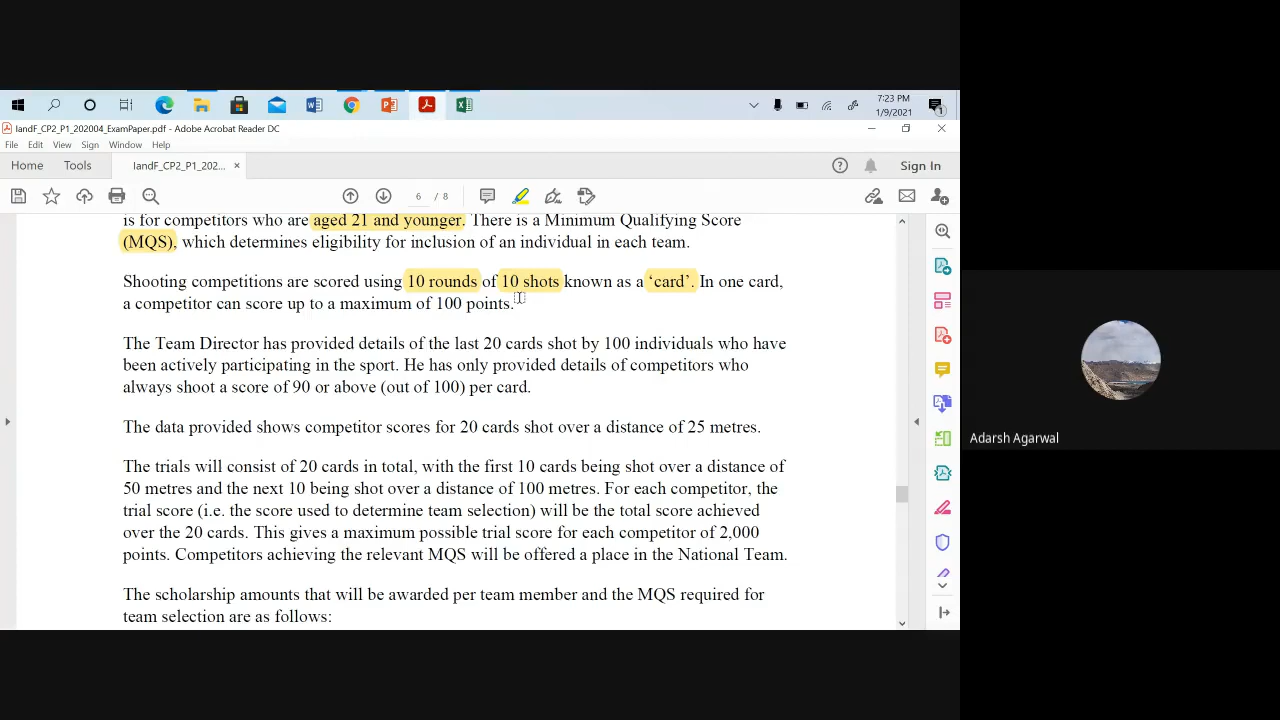 7:23 PM
1/9/2021
1
IandF_CP2_P1_202004_ExamPaper.pdf - Adobe Acrobat Reader DC
File Edit View Sign Window Help
Home Tools IandF_CP2_P1_202... × Sign In
6 / 8
is for competitors who are aged 21 and younger. There is a Minimum Qualifying Score
(MQS), which determines eligibility for inclusion of an individual in each team.
Shooting competitions are scored using 10 rounds of 10 shots known as a ‘card’. In one card,
a competitor can score up to a maximum of 100 points.
The Team Director has provided details of the last 20 cards shot by 100 individuals who have
been actively participating in the sport. He has only provided details of competitors who
always shoot a score of 90 or above (out of 100) per card.
The data provided shows competitor scores for 20 cards shot over a distance of 25 metres.
The trials will consist of 20 cards in total, with the first 10 cards being shot over a distance of
50 metres and the next 10 being shot over a distance of 100 metres. For each competitor, the
trial score (i.e. the score used to determine team selection) will be the total score achieved
over the 20 cards. This gives a maximum possible trial score for each competitor of 2,000
points. Competitors achieving the relevant MQS will be offered a place in the National Team.
The scholarship amounts that will be awarded per team member and the MQS required for
team selection are as follows:
Adarsh Agarwal